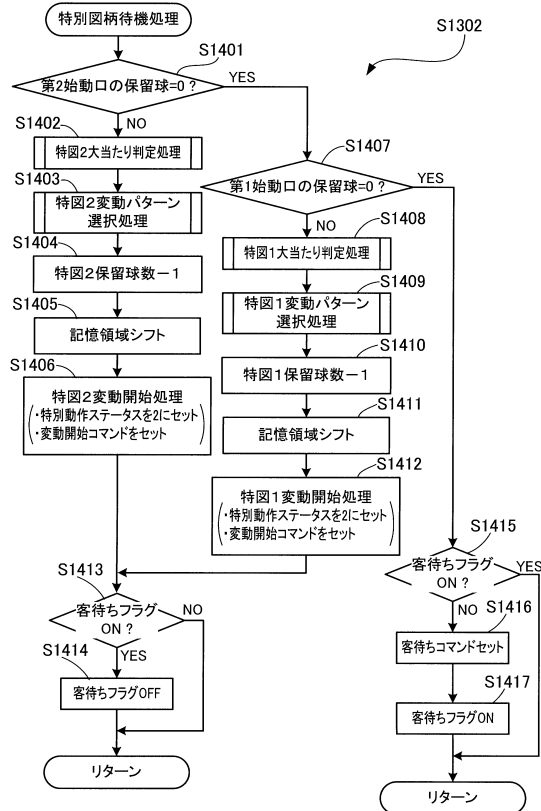 特別図柄待機処理
S1302
S1401
第2始動口の保留球=0?
YES
NO
S1402
特図2大当たり判定処理
S1403
特図2変動パターン
選択処理
S1404
特図2保留球数-1
S1405
記憶領域シフト
S1406
特図2変動開始処理
・特別動作ステータスを2にセット
・変動開始コマンドをセット
S1407
第1始動口の保留球=0?
YES
NO
S1408
特図1大当たり判定処理
S1409
特図1変動パターン
選択処理
S1410
特図1保留球数-1
S1411
記憶領域シフト
S1412
特図1変動開始処理
・特別動作ステータスを2にセット
・変動開始コマンドをセット
S1413
客待ちフラグ
ON?
NO
YES
S1414
客待ちフラグOFF
リターン
S1415
客待ちフラグ
ON?
YES
NO
S1416
客待ちコマンドセット
S1417
客待ちフラグON
リターン